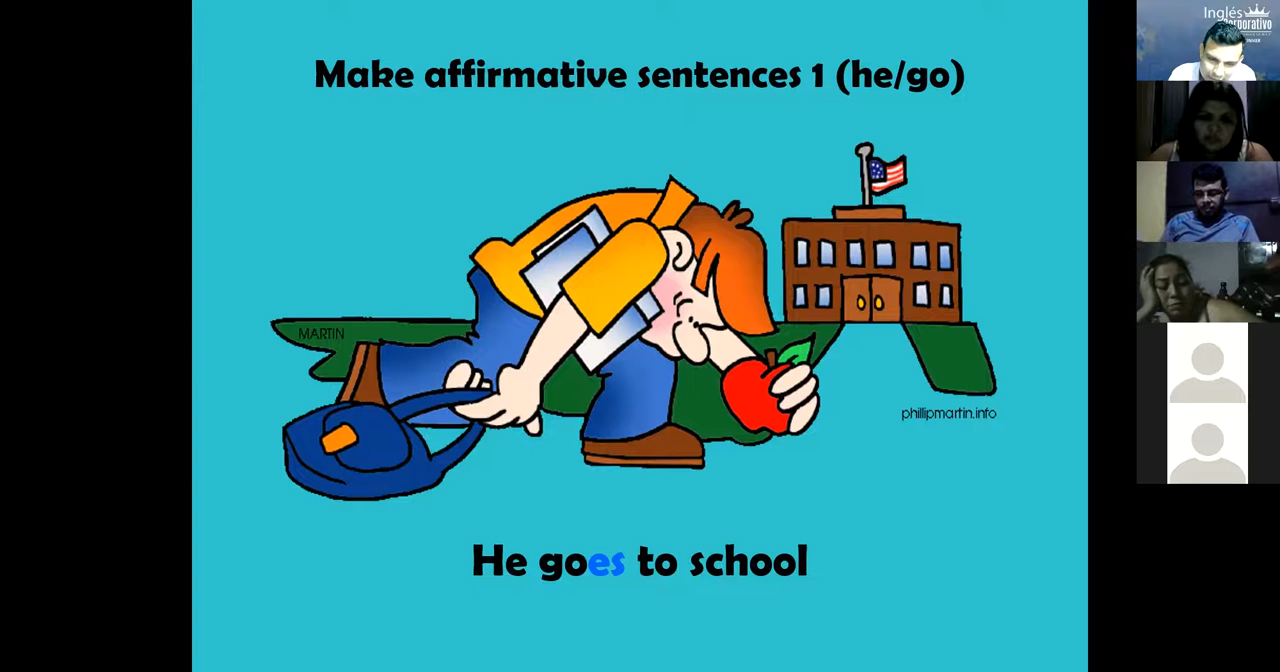 Make affirmative sentences 1 (he/go)
MARTIN
phillipmartin.info
He goes to school
Inglés
Corporativo